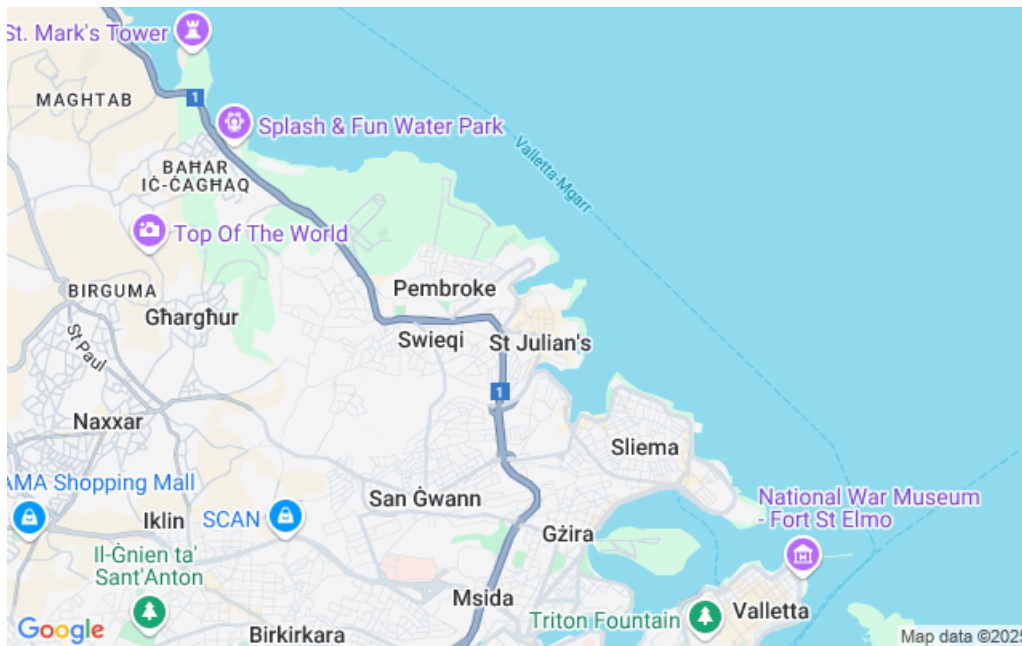 St. Mark's Tower
MAGHTAB
1
Splash & Fun Water Park
BAĦAR
IĊ-ĊAGĦAQ
Valletta-Mgarr
Top Of The World
BIRGUMA
Pembroke
Għargħur
St Paul
Swieqi
St Julian's
1
Naxxar
Sliema
AMA Shopping Mall
San Ġwann
National War Museum
- Fort St Elmo
Iklin
SCAN
Gżira
Il-Ġnien ta'
Sant'Anton
Msida
Triton Fountain
Valletta
Birkirkara
Google
Map data ©2025